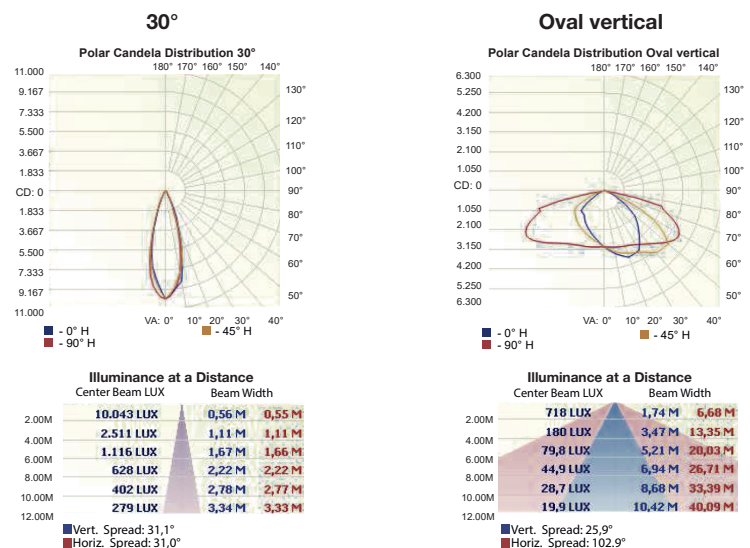 30°
Polar Candela Distribution 30°
180° 170° 160° 150° 140°
11.000
9.167
7.333
5.500
3.667
1.833
CD: 0
1.833
3.667
5.500
7.333
9.167
11.000
130°
120°
110°
100°
90°
80°
70°
60°
50°
VA: 0° 10° 20° 30° 40°
- 0° H
- 45° H
- 90° H
Illuminance at a Distance
Center Beam LUX Beam Width
2.00M 10.043 LUX 0,56 M 0,55 M
4.00M 2.511 LUX 1,11 M 1,11 M
6.00M 1.116 LUX 1,67 M 1,66 M
8.00M 628 LUX 2,22 M 2,22 M
10.00M 402 LUX 2,78 M 2,77 M
12.00M 279 LUX 3,34 M 3,33 M
Vert. Spread: 31,1°
Horiz. Spread: 31,0°
Oval vertical
Polar Candela Distribution Oval vertical
180° 170° 160° 150° 140°
6.300
5.250
4.200
3.150
2.100
1.050
CD: 0
1.050
2.100
3.150
4.200
5.250
6.300
130°
120°
110°
100°
90°
80°
70°
60°
50°
VA: 0° 10° 20° 30° 40°
- 0° H
- 45° H
- 90° H
Illuminance at a Distance
Center Beam LUX Beam Width
2.00M 718 LUX 1,74 M 6,68 M
4.00M 180 LUX 3,47 M 13,35 M
6.00M 79,8 LUX 5,21 M 20,03 M
8.00M 44,9 LUX 6,94 M 26,71 M
10.00M 28,7 LUX 8,68 M 33,39 M
12.00M 19,9 LUX 10,42 M 40,09 M
Vert. Spread: 25,9°
Horiz. Spread: 102.9°